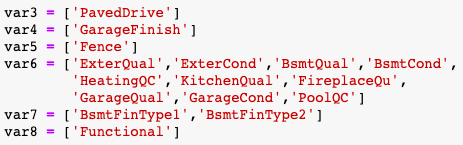 var3 = ['PavedDrive']
var4 = ['GarageFinish']
var5 = ['Fence']
var6 = ['ExterQual','ExterCond','BsmtQual','BsmtCond',
'HeatingQC','KitchenQual','FireplaceQu',
'GarageQual','GarageCond','PoolQC']
var7 = ['BsmtFinType1','BsmtFinType2']
var8 = ['Functional']